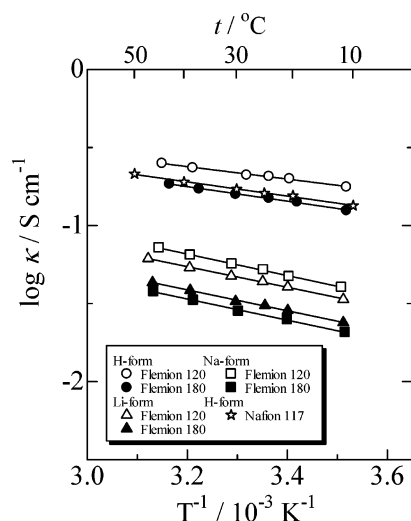 t / °C
50 30 10
0
-1
-2
log κ / S cm⁻¹
H-form Na-form
Flemion 120 Flemion 120
Flemion 180 Flemion 180
Li-form H-form
Flemion 120 Nafion 117
Flemion 180
3.0 3.2 3.4 3.6
T⁻¹ / 10⁻³ K⁻¹